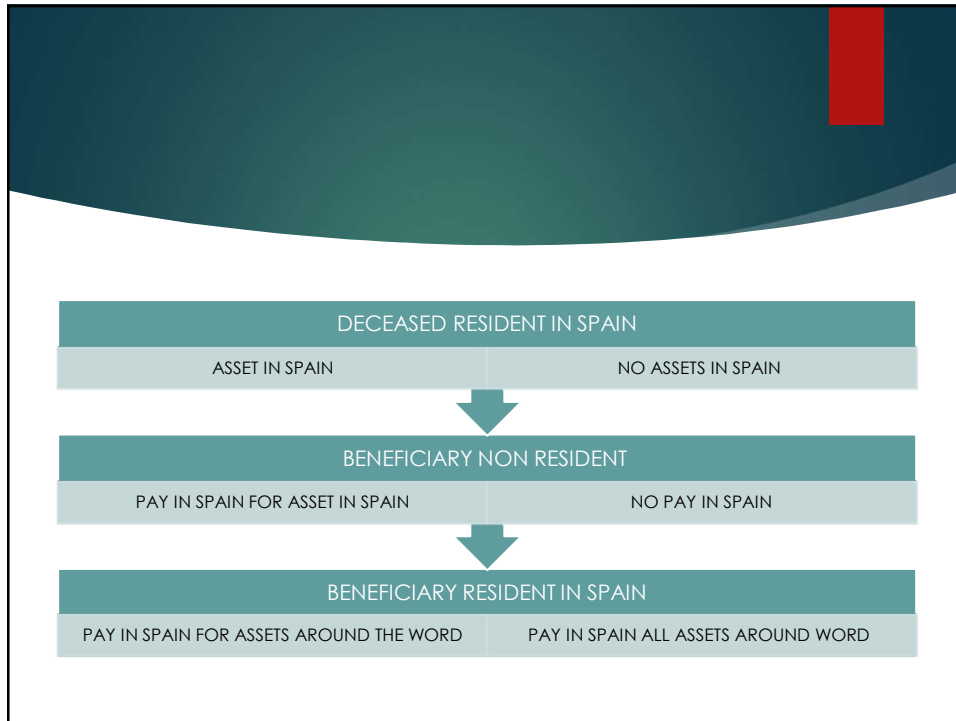 DECEASED RESIDENT IN SPAIN
ASSET IN SPAIN
NO ASSETS IN SPAIN
BENEFICIARY NON RESIDENT
PAY IN SPAIN FOR ASSET IN SPAIN
NO PAY IN SPAIN
BENEFICIARY RESIDENT IN SPAIN
PAY IN SPAIN FOR ASSETS AROUND THE WORD
PAY IN SPAIN ALL ASSETS AROUND WORD